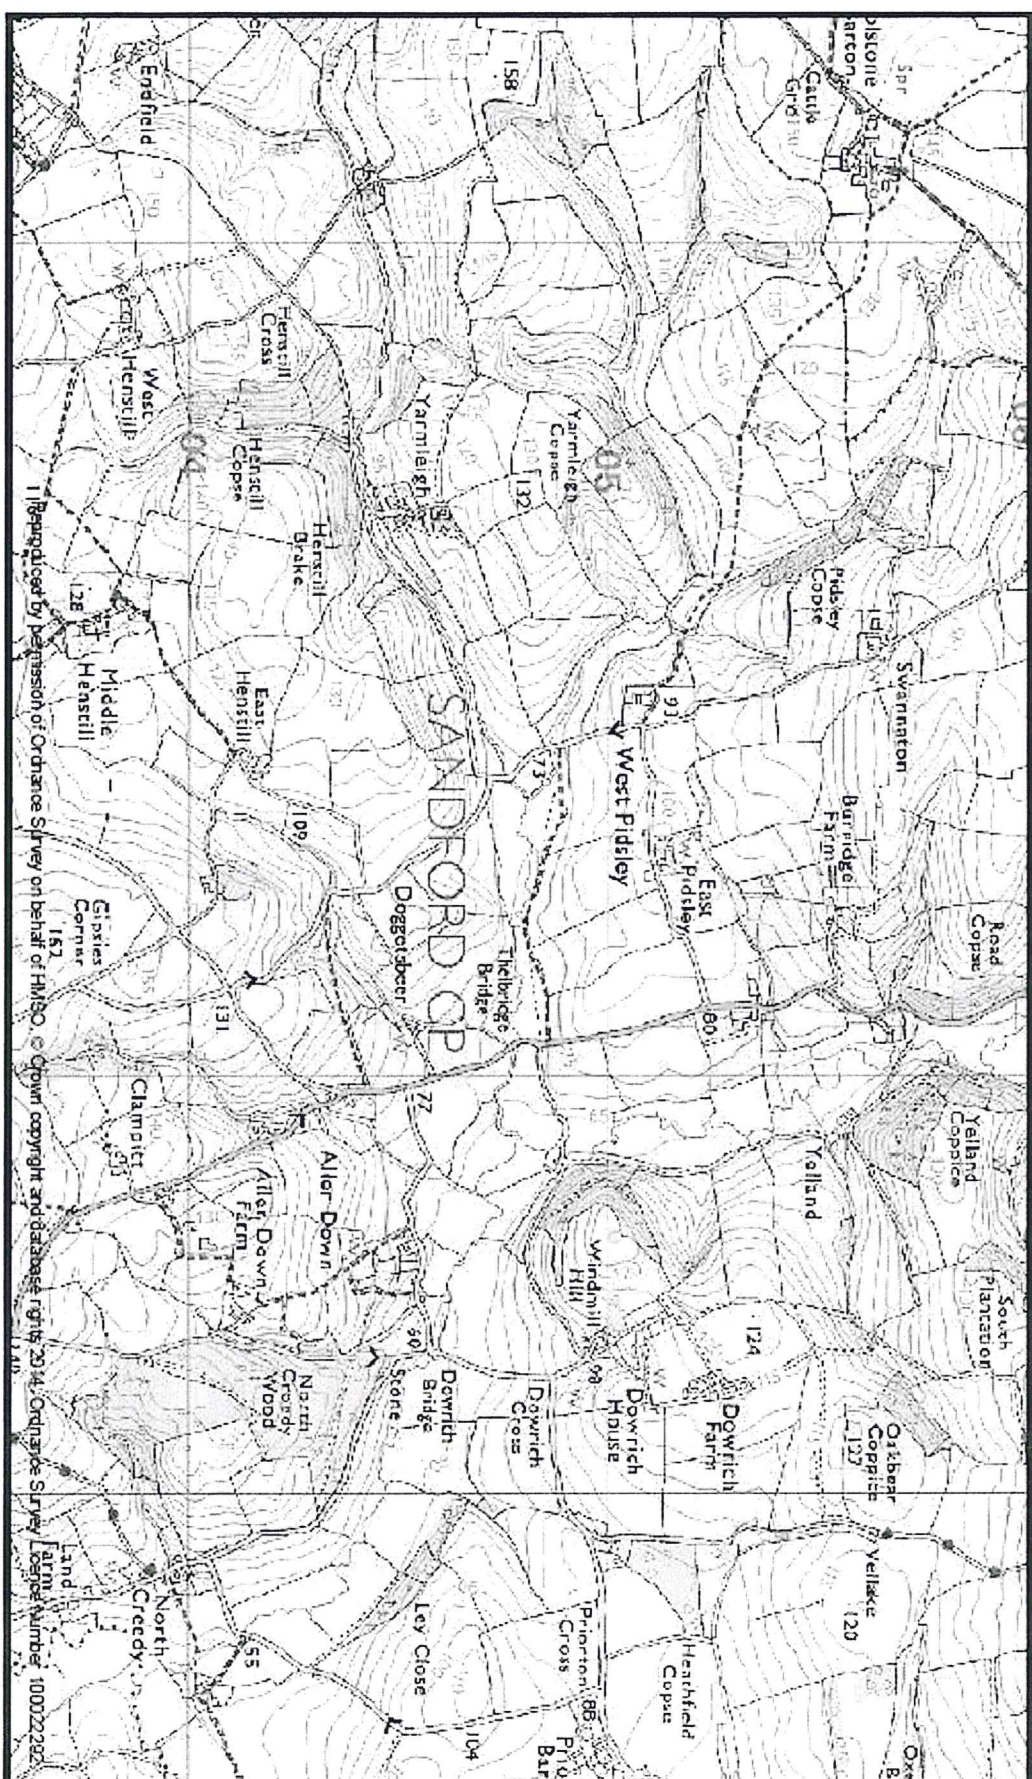 06
Road
Copse
South
Plantation
Yelland
Coppice
Spr
Swannaton
Oakbear
Coppice
127
Yellake
120
Burridge
Farm
Pidsley
Copse
Yelland
120
124
Dowrich
Farm
East
Pidsley
80
93
Heathfield
Copse
West Pidsley
Dowrich
House
05
Windmill
Hill
Yarmleigh
Copse
Priorton
Cross
88
132
73
Dowrich
Cross
158
Thelbridge
Bridge
104
SANDFORD CP
Dowrich
Bridge
Yarmleigh
77
60
Ley Close
Doggetsbeer
Stone
Aller Down
Henstill
Brake
109
North
Creedy
Wood
Henstill
Cross
Henstill
Copse
East
Henstill
Aller Down
Farm
55
131
04
Endfield
West
Henstill
Clampitt
North
Creedy
Middle
Henstill
128
Gipsies
Corner
152
Land
Farm
Reproduced by permission of Ordnance Survey on behalf of HMSO. © Crown copyright and database rights 2014. Ordnance Survey Licence number 100022292